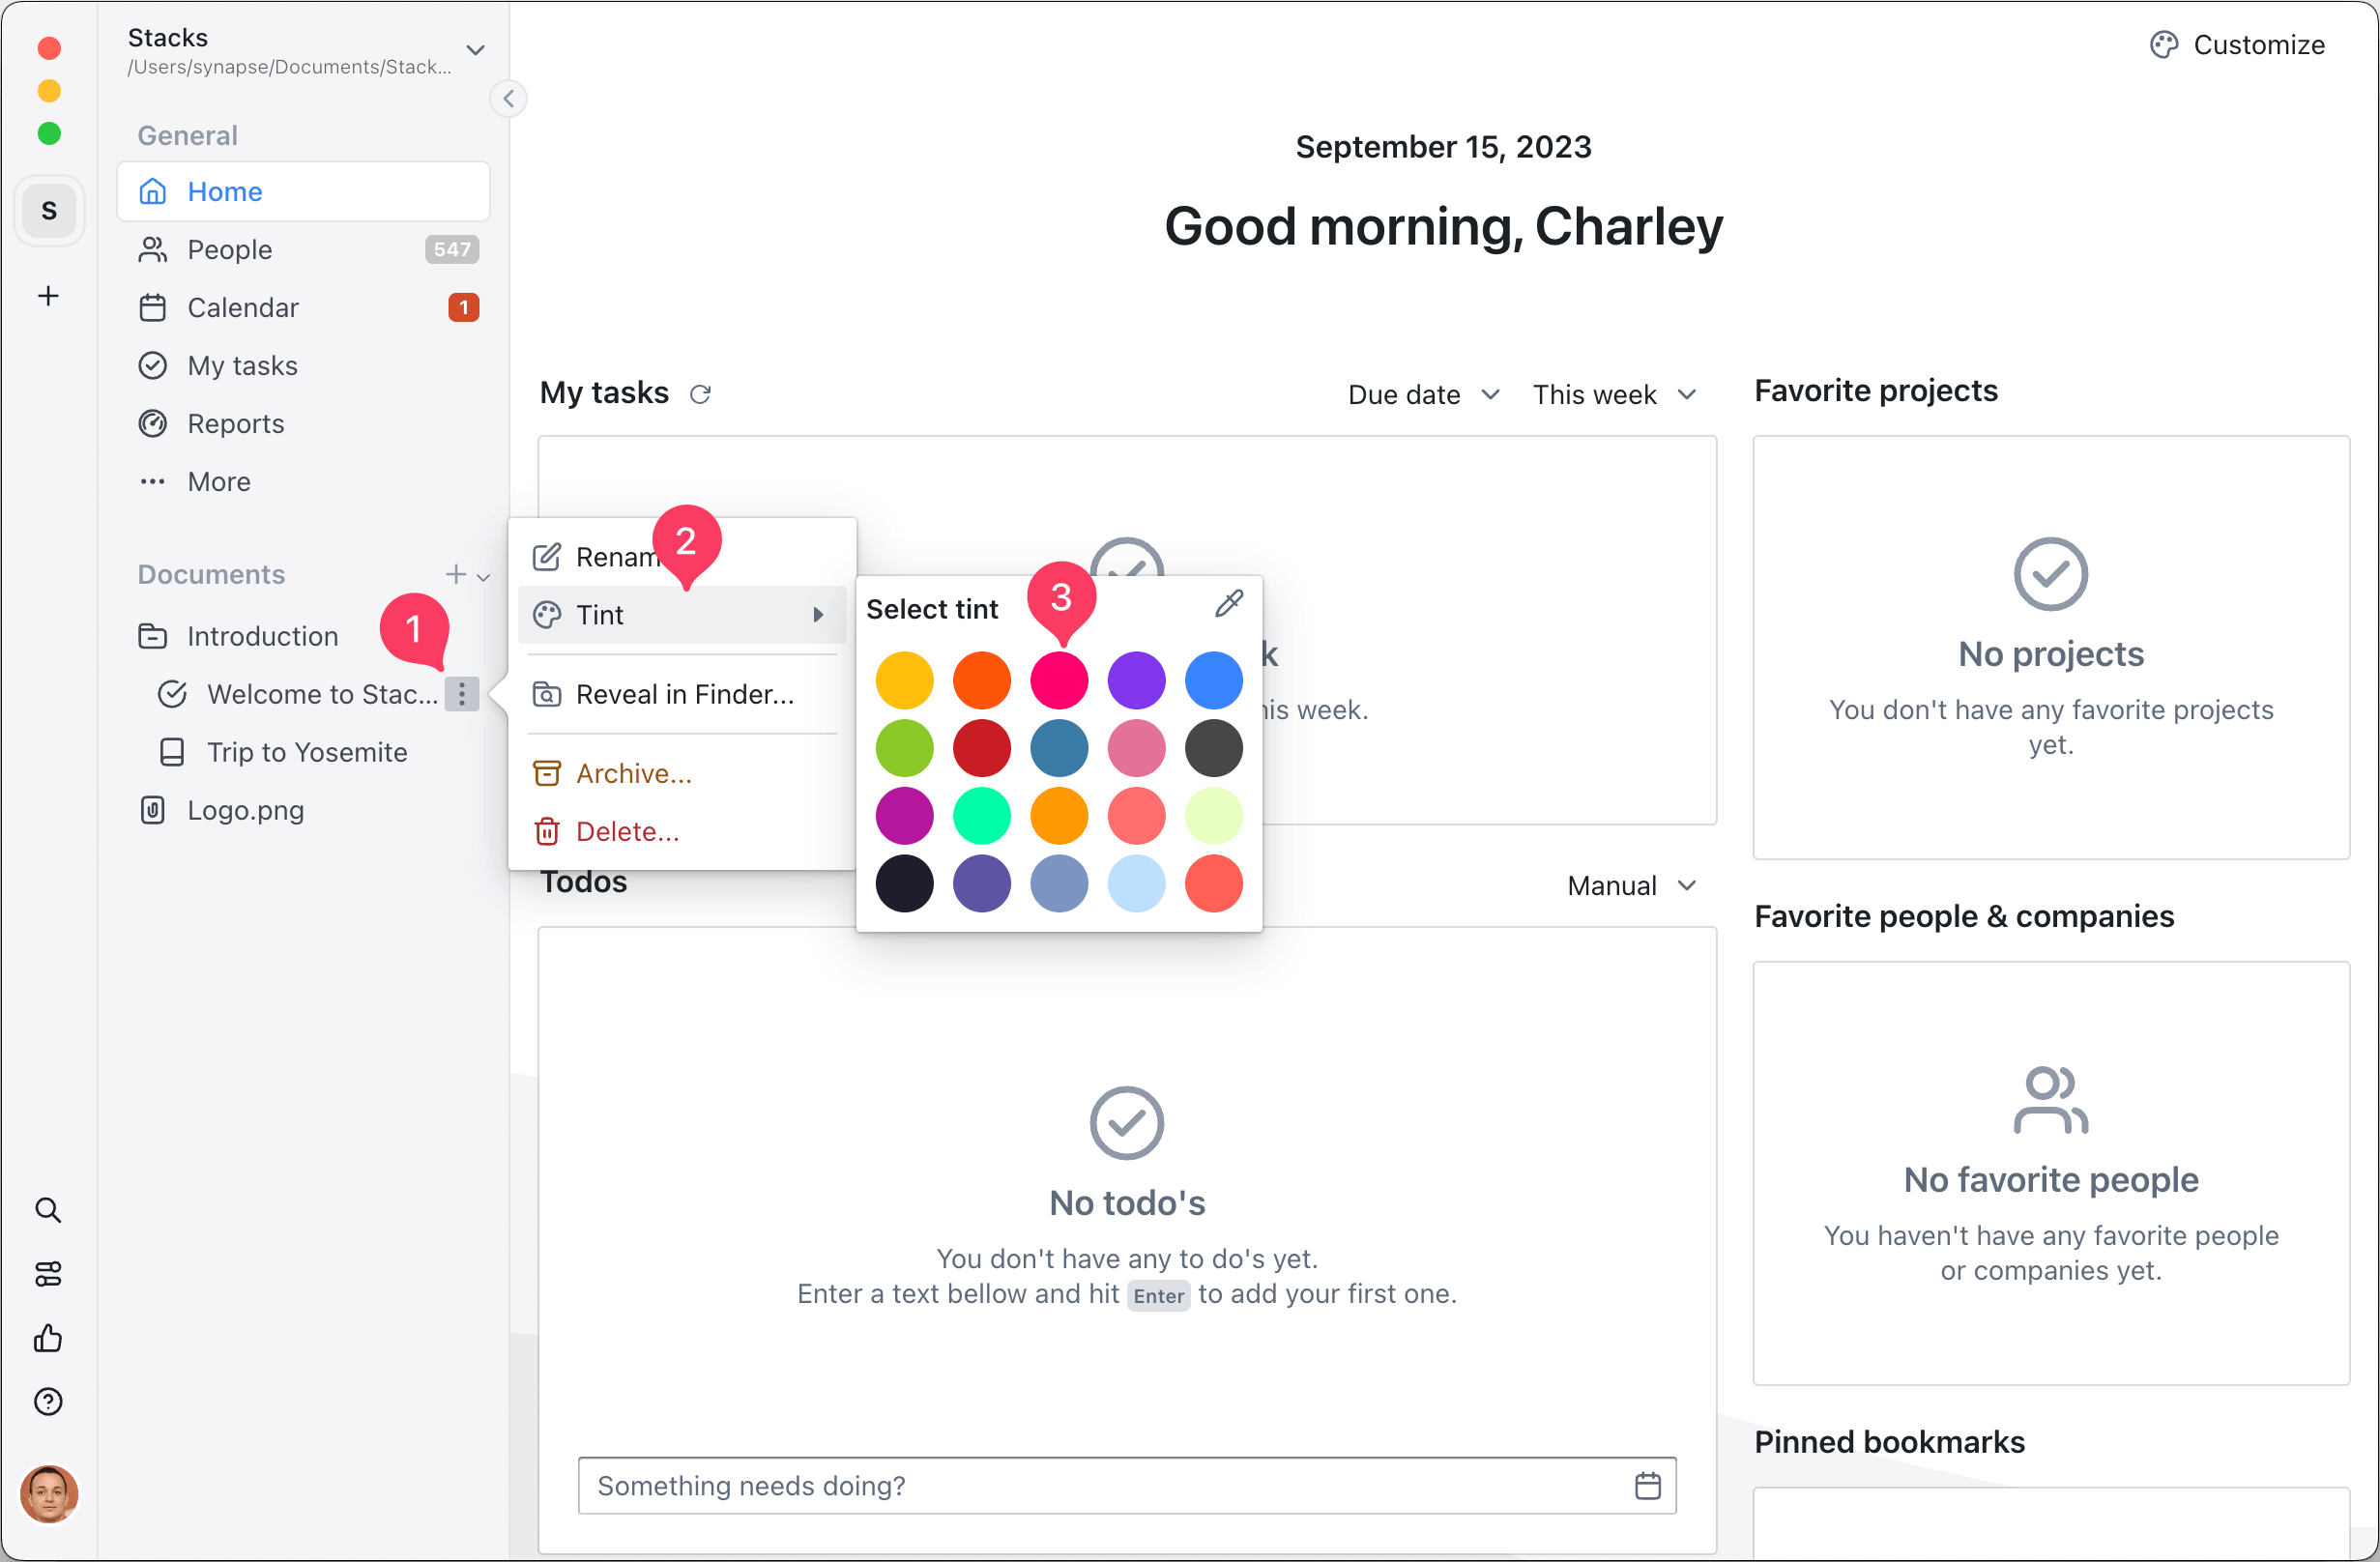 Stacks
/Users/synapse/Documents/Stack...
General
S
Home
People 547
Calendar 1
My tasks
Reports
More
Documents
Introduction
1
Welcome to Stac...
Trip to Yosemite
Logo.png
Customize
September 15, 2023
Good morning, Charley
My tasks
Due date
This week
2
Tint
Reveal in Finder...
Archive...
Delete...
Select tint
3
week.
Todos
Manual
No todo's
You don't have any to do's yet.
Enter a text bellow and hit Enter to add your first one.
Something needs doing?
Favorite projects
No projects
You don't have any favorite projects
yet.
Favorite people & companies
No favorite people
You haven't have any favorite people
or companies yet.
Pinned bookmarks